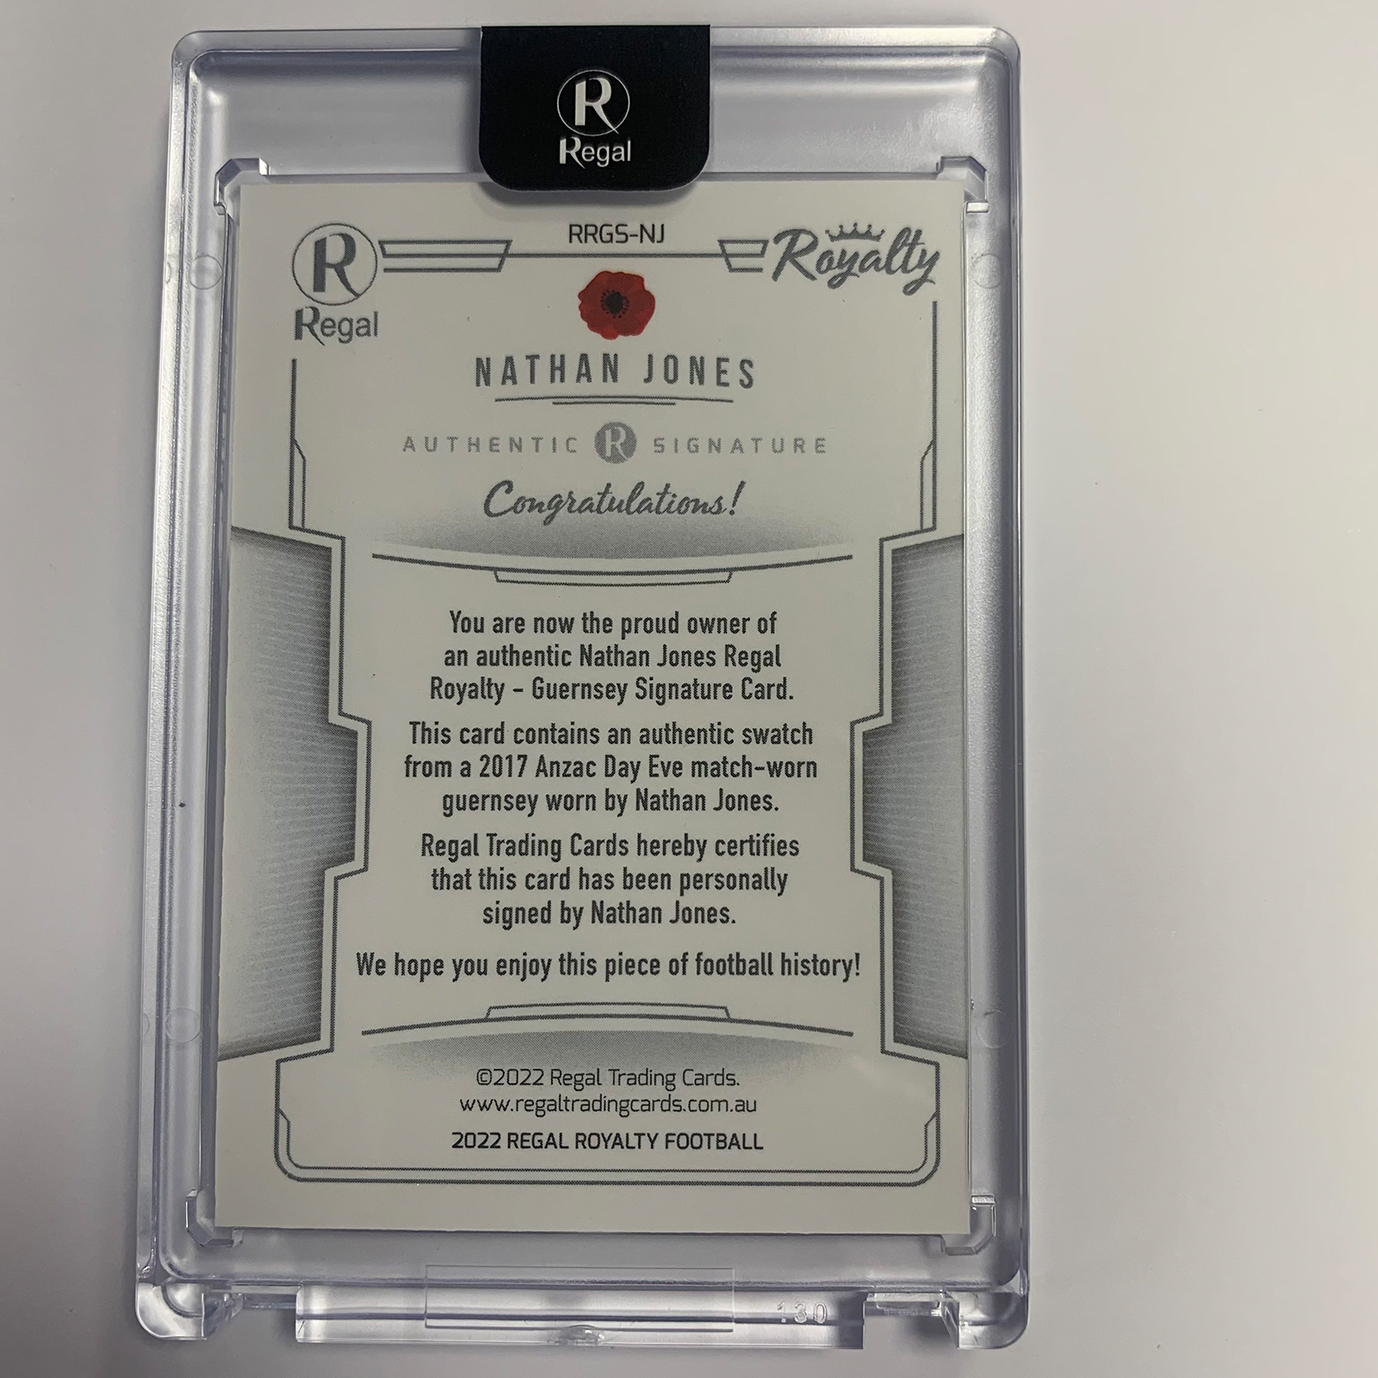 R
Regal
RRGS-NJ
R
Regal
Royalty
NATHAN JONES
AUTHENTIC R SIGNATURE
Congratulations!
You are now the proud owner of
an authentic Nathan Jones Regal
Royalty - Guernsey Signature Card.
This card contains an authentic swatch
from a 2017 Anzac Day Eve match-worn
guernsey worn by Nathan Jones.
Regal Trading Cards hereby certifies
that this card has been personally
signed by Nathan Jones.
We hope you enjoy this piece of football history!
©2022 Regal Trading Cards.
www.regaltradingcards.com.au
2022 REGAL ROYALTY FOOTBALL
130